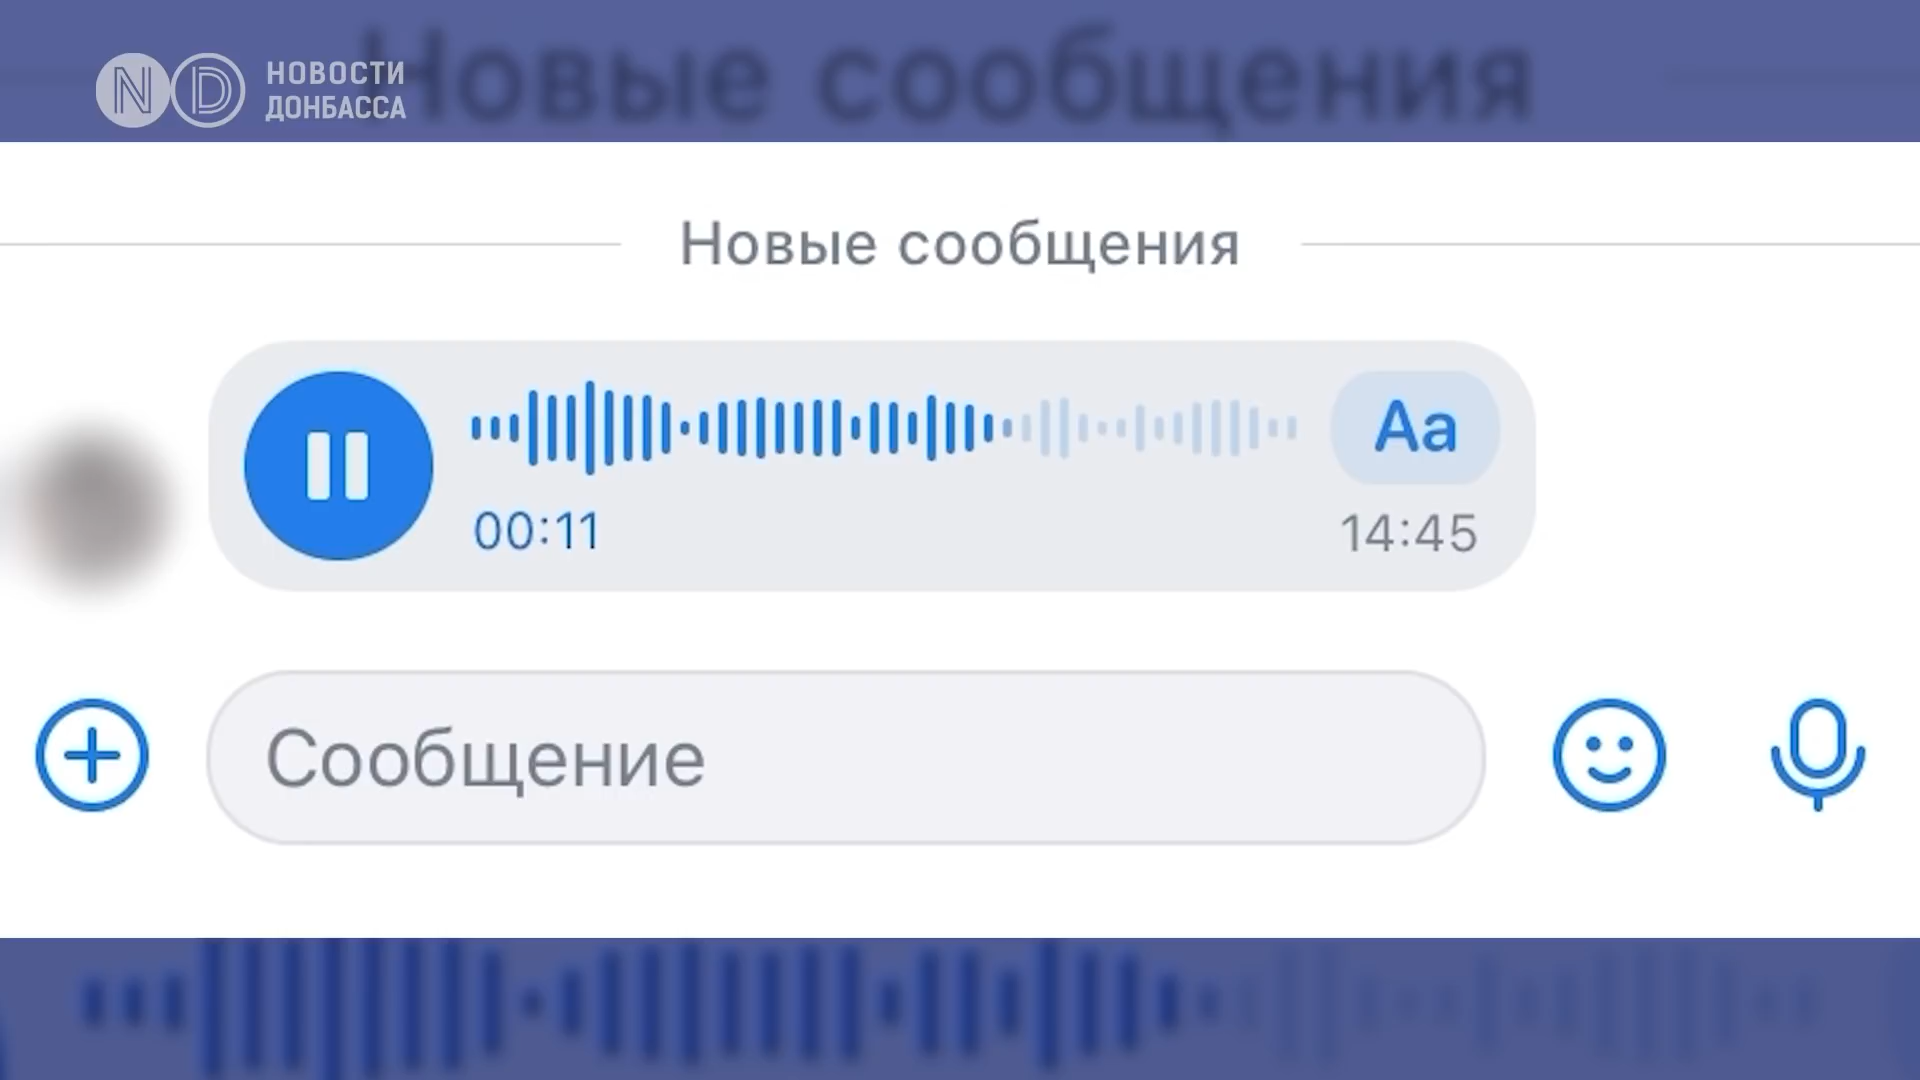 НОВОСТИ
ДОНБАССА
Новые сообщения
Новые сообщения
Aa
00:11
14:45
Сообщение